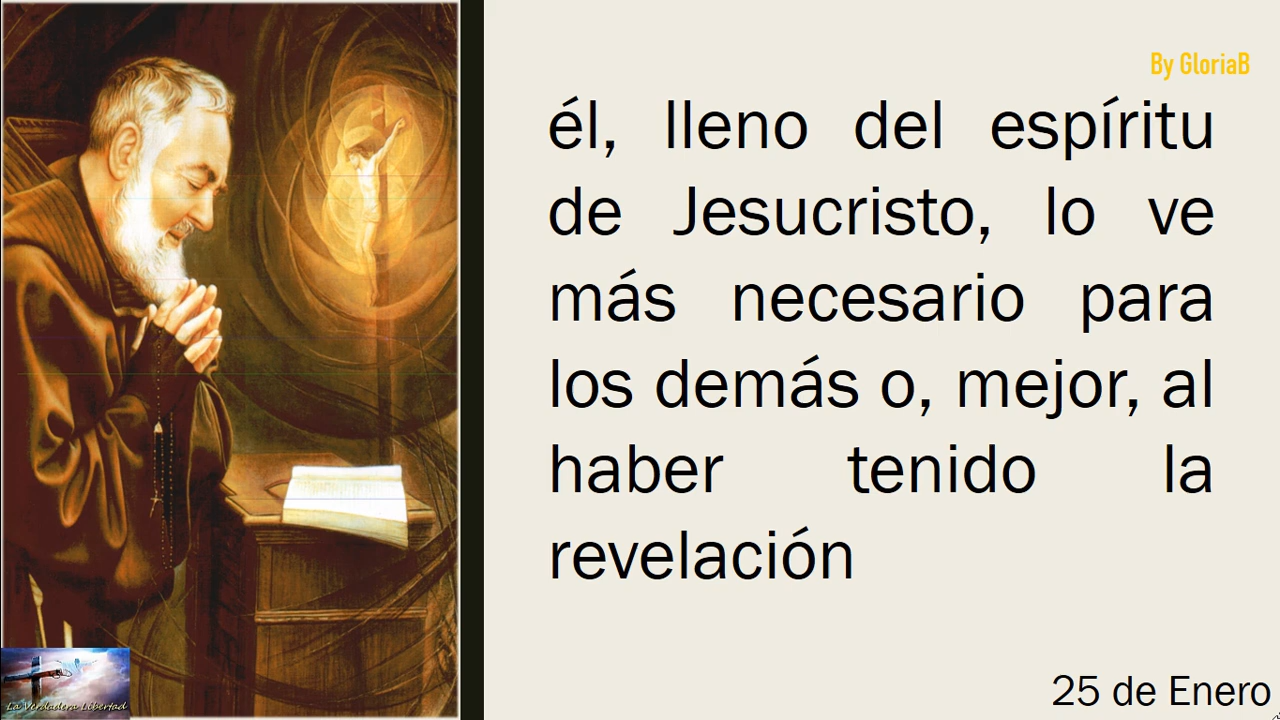 By GloriaB
él, lleno del espíritu
de Jesucristo, lo ve
más necesario para
los demás o, mejor, al
haber tenido la
revelación
La Verdadera Libertad
25 de Enero